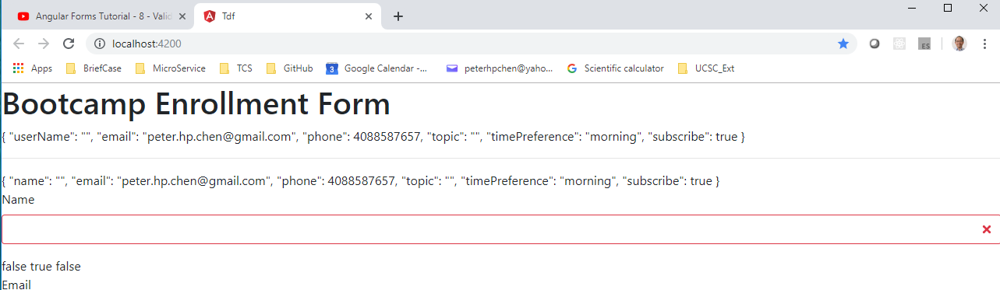 Angular Forms Tutorial - 8 - Valid
Tdf
localhost:4200
ES
Apps BriefCase MicroService TCS GitHub 3 Google Calendar -... peterhpchen@yaho... G Scientific calculator UCSC_Ext
Bootcamp Enrollment Form
{ "userName": "", "email": "peter.hp.chen@gmail.com", "phone": 4088587657, "topic": "", "timePreference": "morning", "subscribe": true }
{ "name": "", "email": "peter.hp.chen@gmail.com", "phone": 4088587657, "topic": "", "timePreference": "morning", "subscribe": true }
Name
false true false
Email